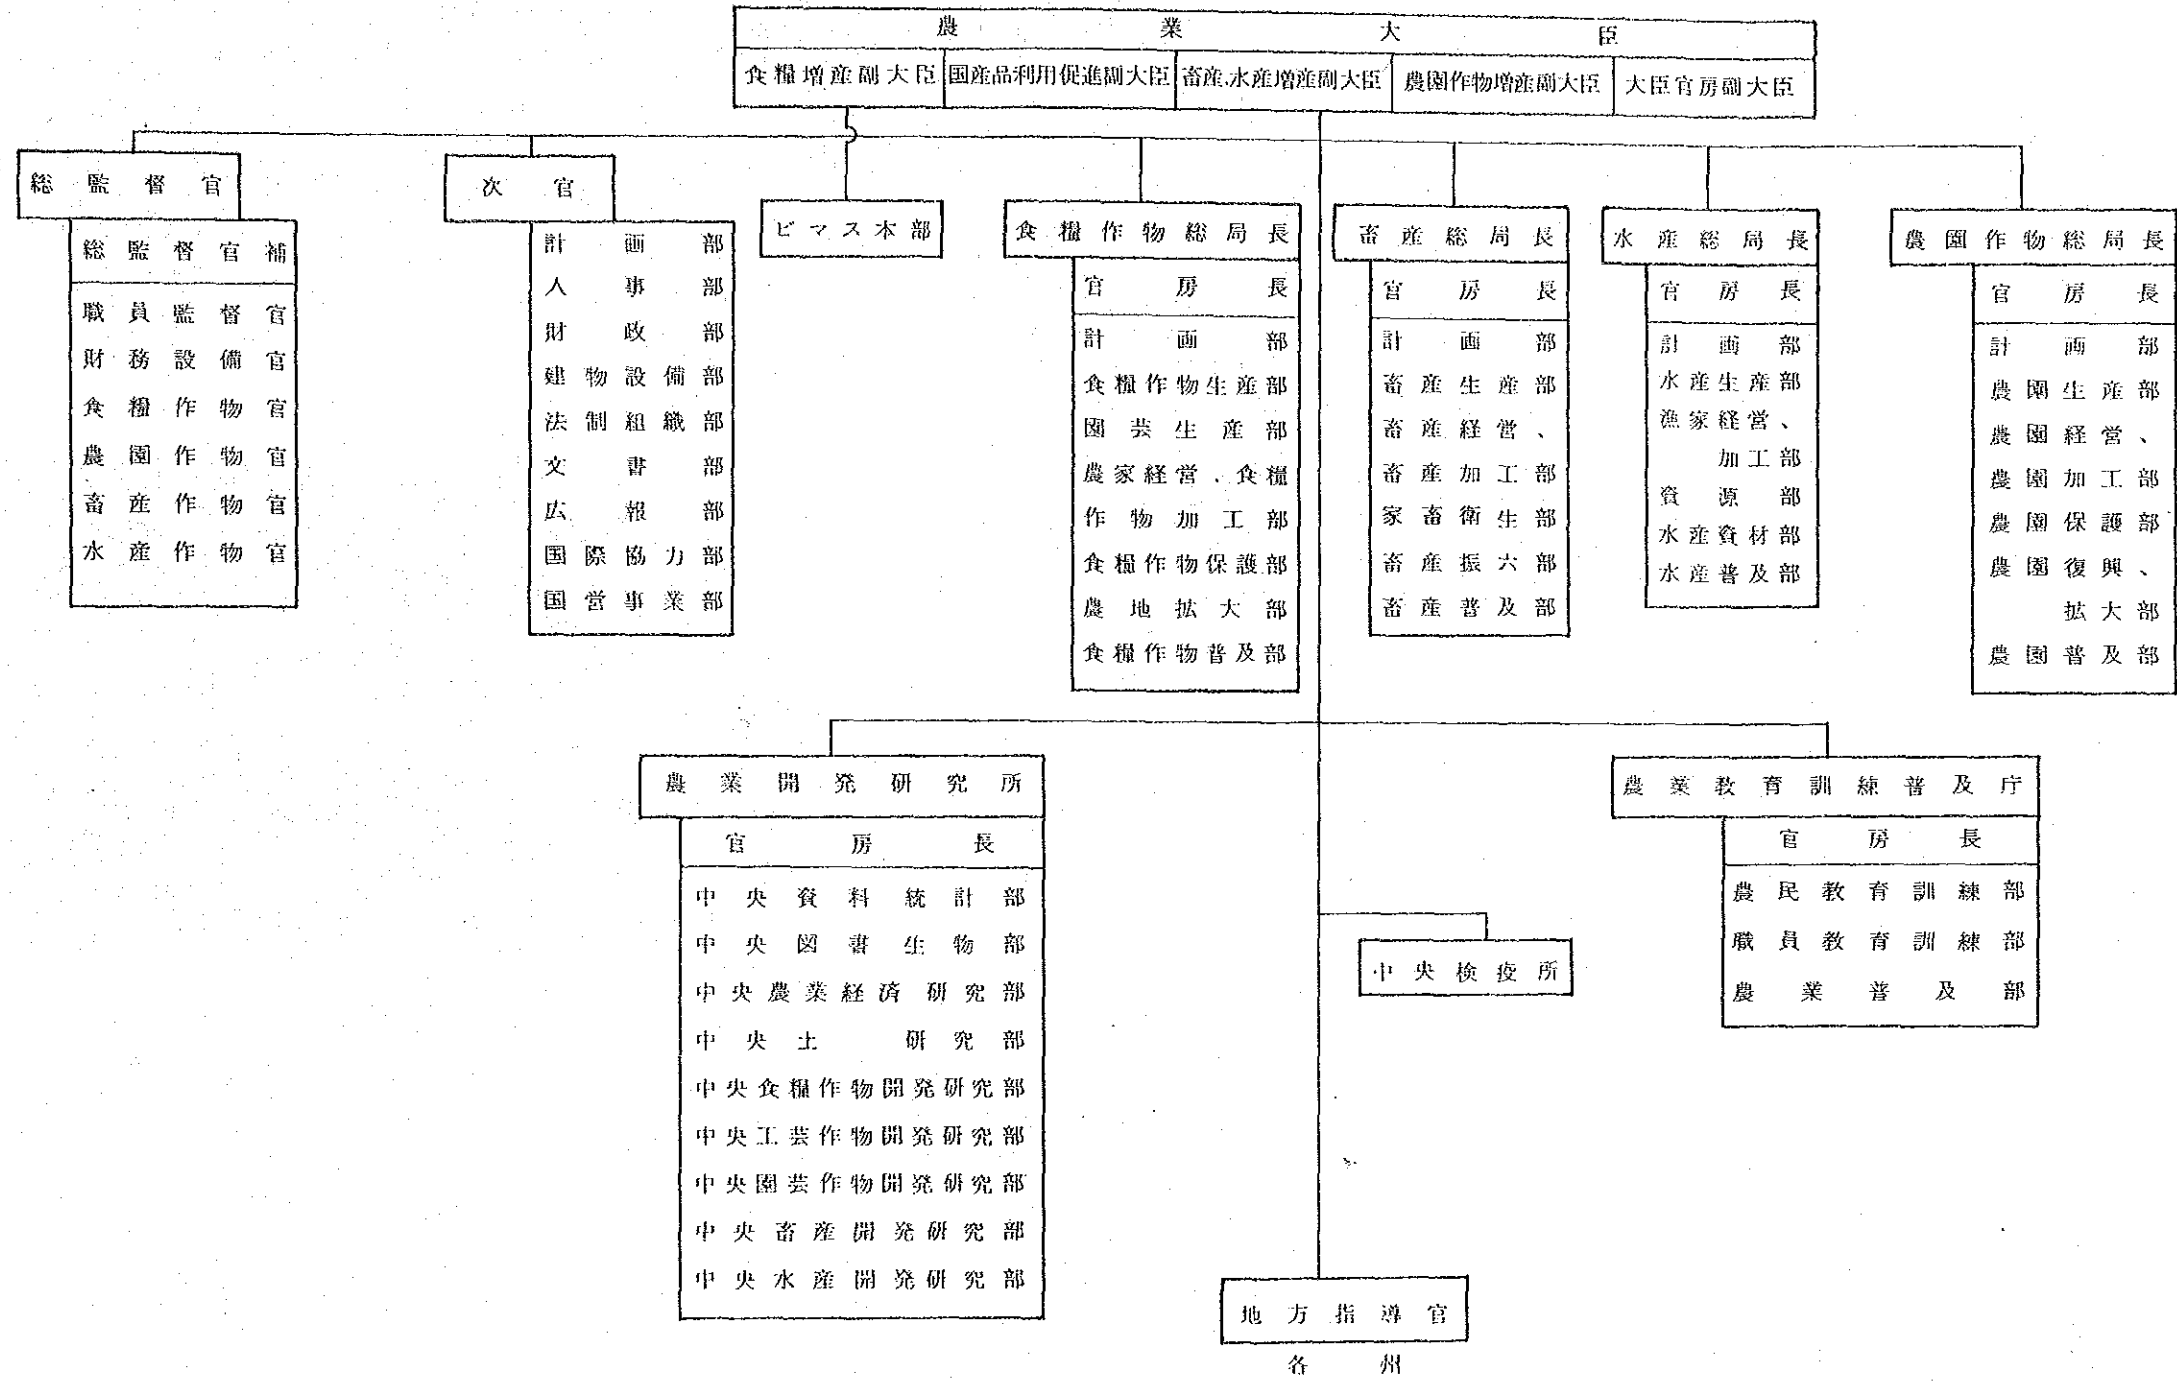 農業大臣
食糧増産副大臣 国産品利用促進副大臣 畜産、水産増産副大臣 農園作物増産副大臣 大臣官房副大臣
総監督官
総監督官補
職員監督官
財務設備官
食糧作物官
農園作物官
畜産作物官
水産作物官
次官
計画部
人事部
財政部
建物設備部
法制組織部
文書部
広報部
国際協力部
国営事業部
ビマス本部
食糧作物総局長
官房長
計画部
食糧作物生産部
園芸生産部
農家経営、食糧
作物加工部
食糧作物保護部
農地拡大部
食糧作物普及部
畜産総局長
官房長
計画部
畜産生産部
畜産経営、
畜産加工部
家畜衛生部
畜産振六部
畜産普及部
水産総局長
官房長
計画部
水産生産部
漁家経営、
加工部
資源部
水産資材部
水産普及部
農園作物総局長
官房長
計画部
農園生産部
農園経営、
農園加工部
農園保護部
農園復興、
拡大部
農園普及部
農業開発研究所
官房長
中央資料統計部
中央図書生物部
中央農業経済研究部
中央土 研究部
中央食糧作物開発研究部
中央工芸作物開発研究部
中央園芸作物開発研究部
中央畜産開発研究部
中央水産開発研究部
農業教育訓練普及庁
官房長
農民教育訓練部
職員教育訓練部
農業普及部
中央検疫所
地方指導官
各州